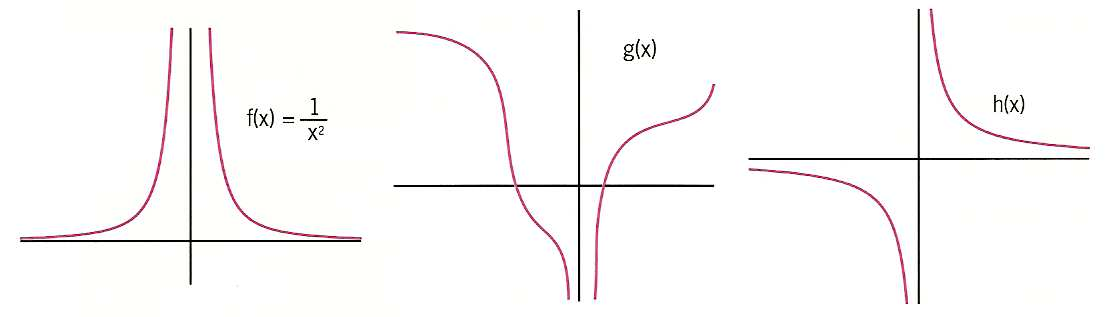 f(x) = 1/x²
g(x)
h(x)